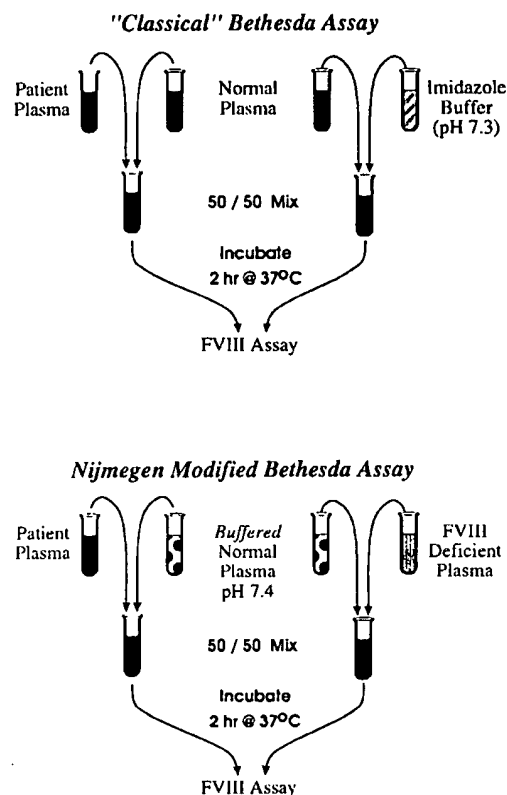 "Classical" Bethesda Assay
Patient
Plasma
Normal
Plasma
Imidazole
Buffer
(pH 7.3)
50 / 50 Mix
Incubate
2 hr @ 37ºC
FVIII Assay
Nijmegen Modified Bethesda Assay
Patient
Plasma
Buffered
Normal
Plasma
pH 7.4
FVIII
Deficient
Plasma
50 / 50 Mix
Incubate
2 hr @ 37ºC
FVIII Assay